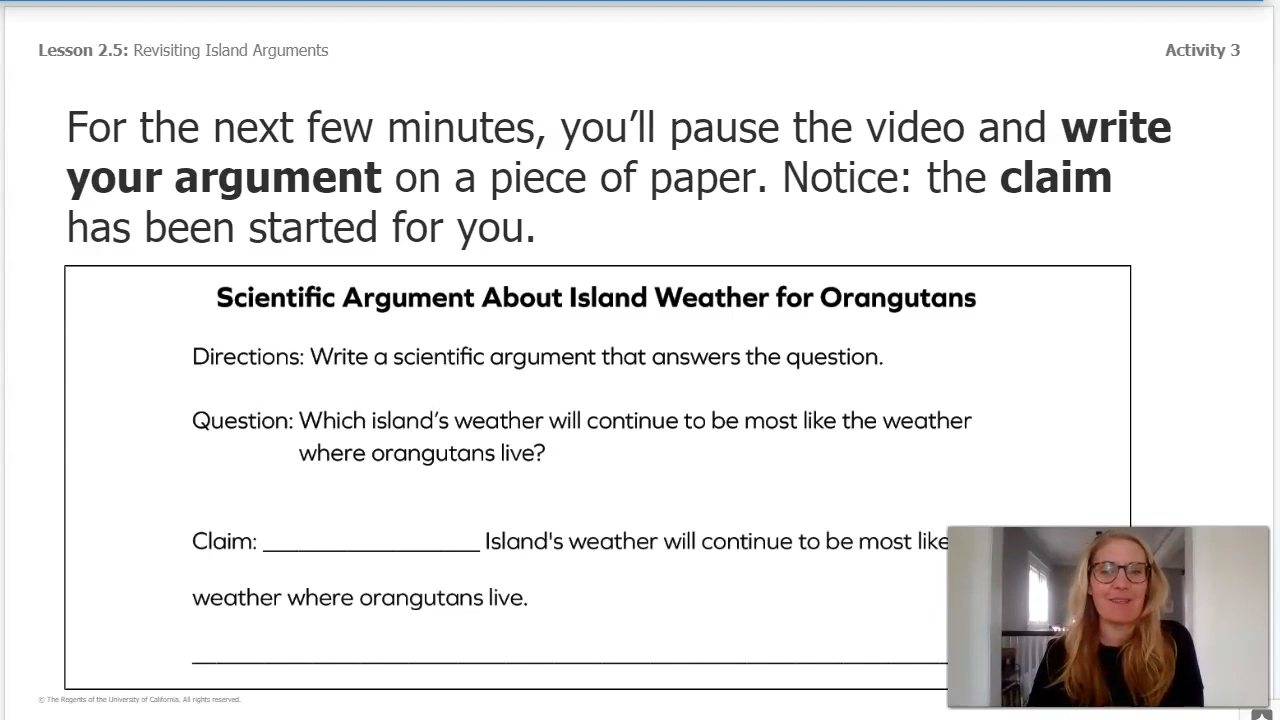 Lesson 2.5: Revisiting Island Arguments
Activity 3
For the next few minutes, you’ll pause the video and write
your argument on a piece of paper. Notice: the claim
has been started for you.
Scientific Argument About Island Weather for Orangutans
Directions: Write a scientific argument that answers the question.
Question: Which island’s weather will continue to be most like the weather
where orangutans live?
Claim: __________________ Island's weather will continue to be most like
weather where orangutans live.
© The Regents of the University of California. All rights reserved.